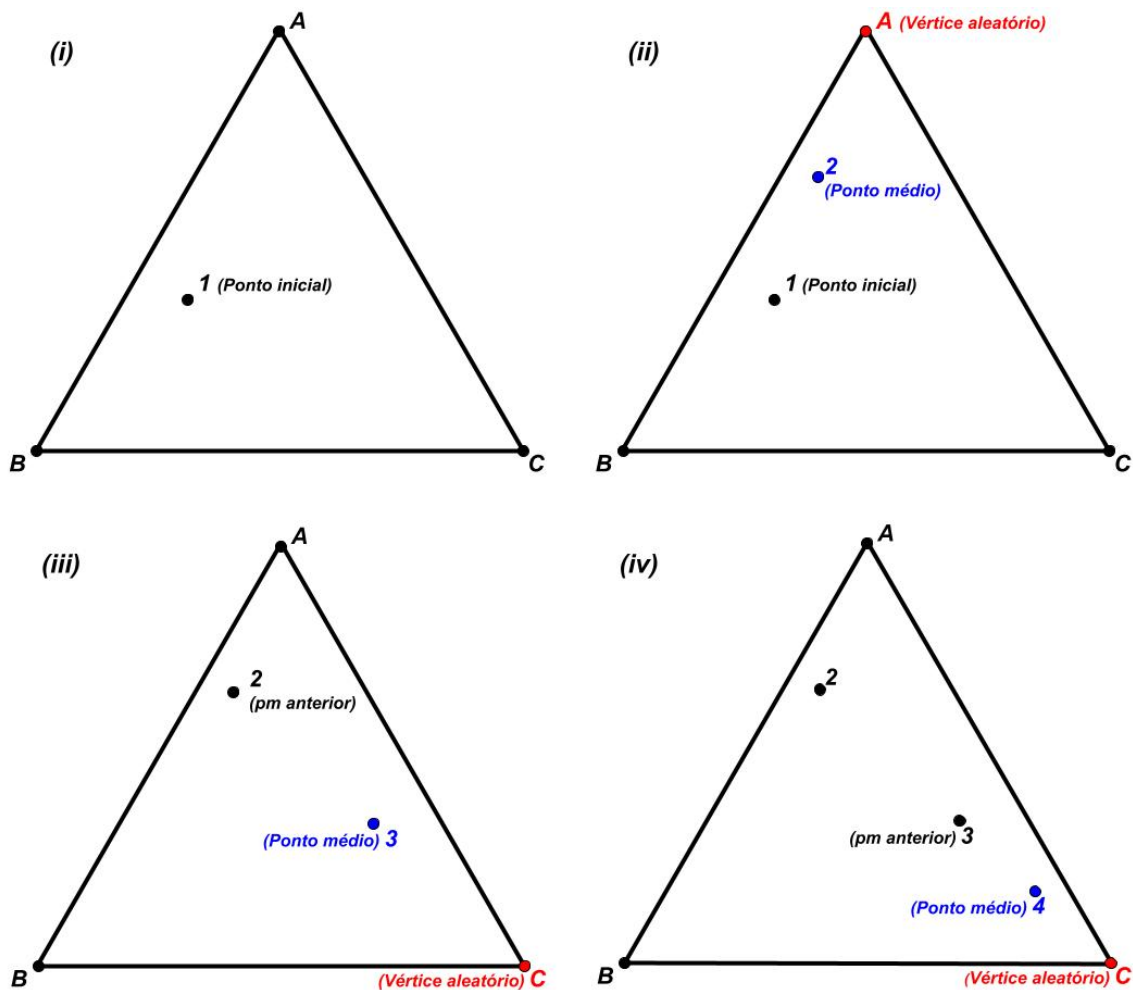 (i)
A
1 (Ponto inicial)
B
C
(ii)
A (Vértice aleatório)
2
(Ponto médio)
1 (Ponto inicial)
B
C
(iii)
A
2
(pm anterior)
(Ponto médio) 3
B
(Vértice aleatório) C
(iv)
A
2
(pm anterior) 3
(Ponto médio) 4
B
(Vértice aleatório) C